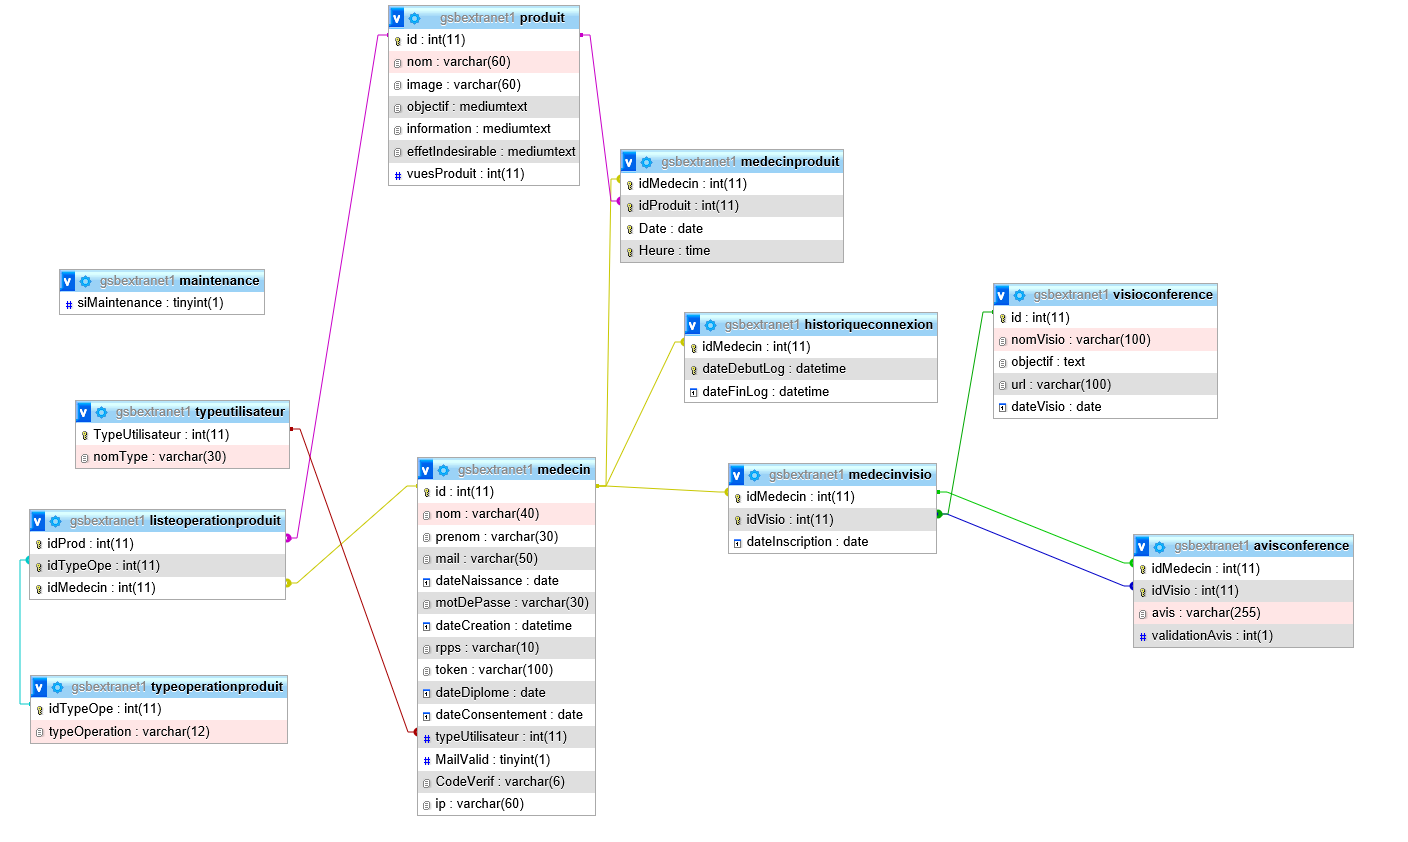 gsbextranet1 produit
id : int(11)
nom : varchar(60)
image : varchar(60)
objectif : mediumtext
information : mediumtext
effetIndesirable : mediumtext
vuesProduit : int(11)
gsbextranet1 medecinproduit
idMedecin : int(11)
idProduit : int(11)
Date : date
Heure : time
gsbextranet1 maintenance
siMaintenance : tinyint(1)
gsbextranet1 visioconference
id : int(11)
nomVisio : varchar(100)
objectif : text
url : varchar(100)
dateVisio : date
gsbextranet1 historiqueconnexion
idMedecin : int(11)
dateDebutLog : datetime
dateFinLog : datetime
gsbextranet1 typeutilisateur
TypeUtilisateur : int(11)
nomType : varchar(30)
gsbextranet1 medecin
id : int(11)
nom : varchar(40)
prenom : varchar(30)
mail : varchar(50)
dateNaissance : date
motDePasse : varchar(30)
dateCreation : datetime
rpps : varchar(10)
token : varchar(100)
dateDiplome : date
dateConsentement : date
typeUtilisateur : int(11)
MailValid : tinyint(1)
CodeVerif : varchar(6)
ip : varchar(60)
gsbextranet1 medecinvisio
idMedecin : int(11)
idVisio : int(11)
dateInscription : date
gsbextranet1 listeoperationproduit
idProd : int(11)
idTypeOpe : int(11)
idMedecin : int(11)
gsbextranet1 avisconference
idMedecin : int(11)
idVisio : int(11)
avis : varchar(255)
validationAvis : int(1)
gsbextranet1 typeoperationproduit
idTypeOpe : int(11)
typeOperation : varchar(12)